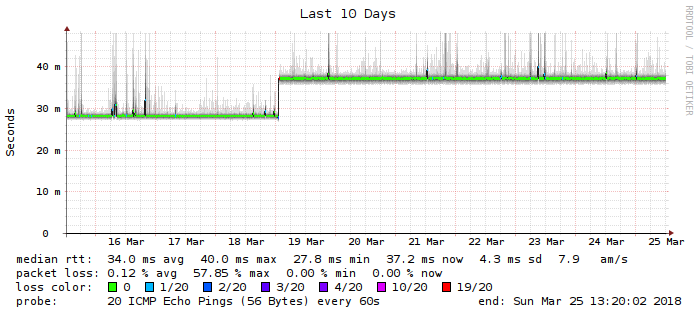 Last 10 Days
RRDTOOL / TOBI OETIKER
Seconds
40 m
30 m
20 m
10 m
0
16 Mar 17 Mar 18 Mar 19 Mar 20 Mar 21 Mar 22 Mar 23 Mar 24 Mar 25 Mar
median rtt: 34.0 ms avg 40.0 ms max 27.8 ms min 37.2 ms now 4.3 ms sd 7.9 am/s
packet loss: 0.12 % avg 57.85 % max 0.00 % min 0.00 % now
loss color: 0 1/20 2/20 3/20 4/20 10/20 19/20
probe: 20 ICMP Echo Pings (56 Bytes) every 60s end: Sun Mar 25 13:20:02 2018